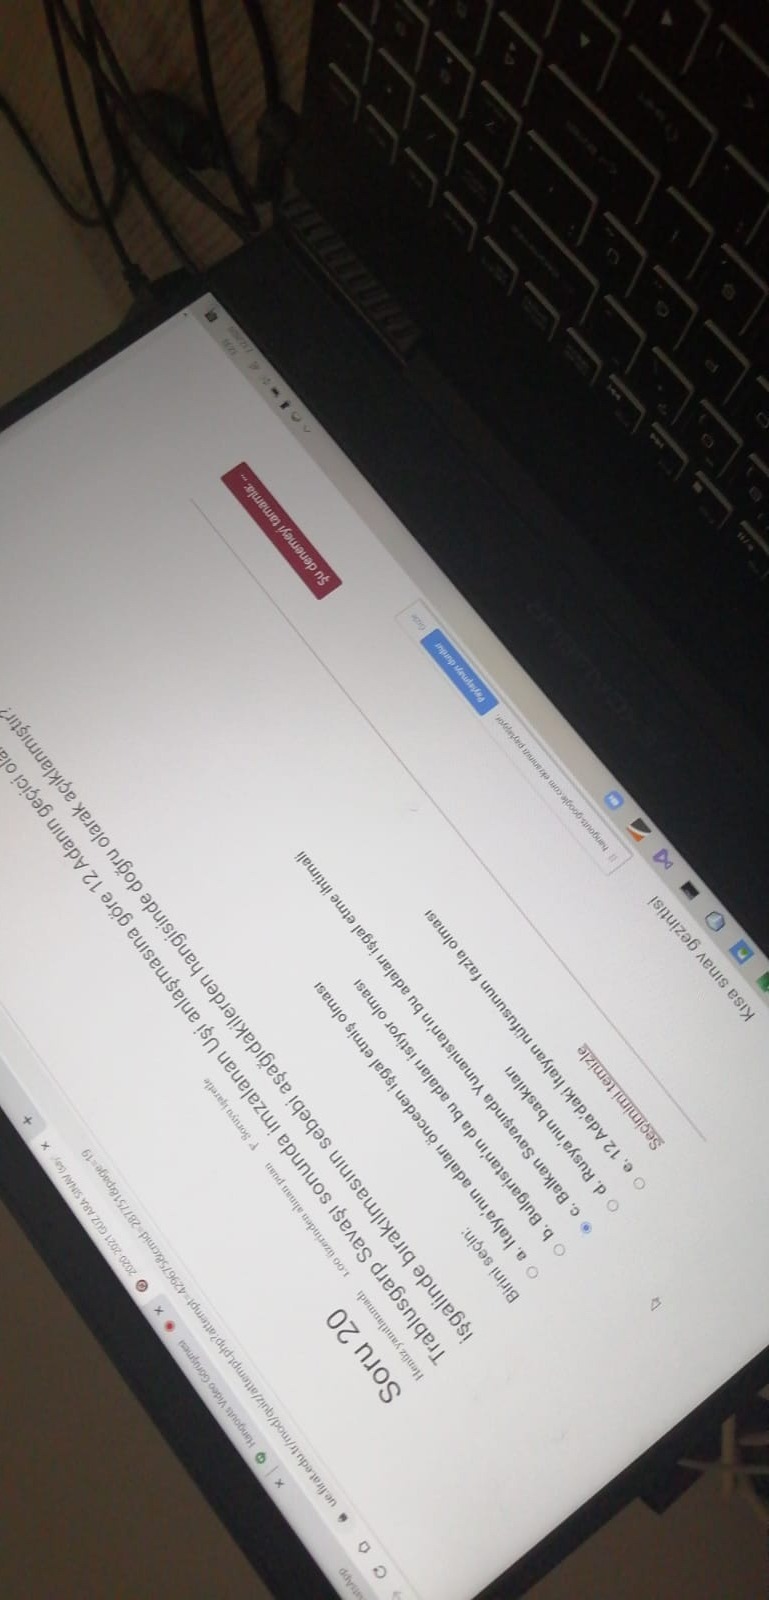 Hangouts Video Görüşmesi
2020-2021 GÜZ ARA SINAV (say
ue.firat.edu.tr/mod/quiz/attempt.php?attempt=429675&cmid=287751&page=19
Soru 20
Henüz yanıtlanmadı 1,00 üzerinden alınan puan Soruyu işaretle
Trablusgarp Savaşı sonunda imzalanan Uşi anlaşmasına göre 12 Adanın geçici
işgalinde bırakılmasının sebebi aşağıdakilerden hangisinde doğru olarak açıklanmıştır?
Birini seçin:
a. İtalya'nın adaları önceden işgal etmiş olması
b. Bulgaristan'ın da bu adaları istiyor olması
c. Balkan Savaşında Yunanistan'ın bu adaları işgal etme ihtimali
d. Rusya'nın baskıları
e. 12 Ada'daki İtalyan nüfusunun fazla olması
Seçimimi temizle
Şu denemeyi tamamla: ...
hangouts.google.com ekranınızı paylaşıyor.
Paylaşmayı durdur
Gizle
Kısa sınav gezintisi